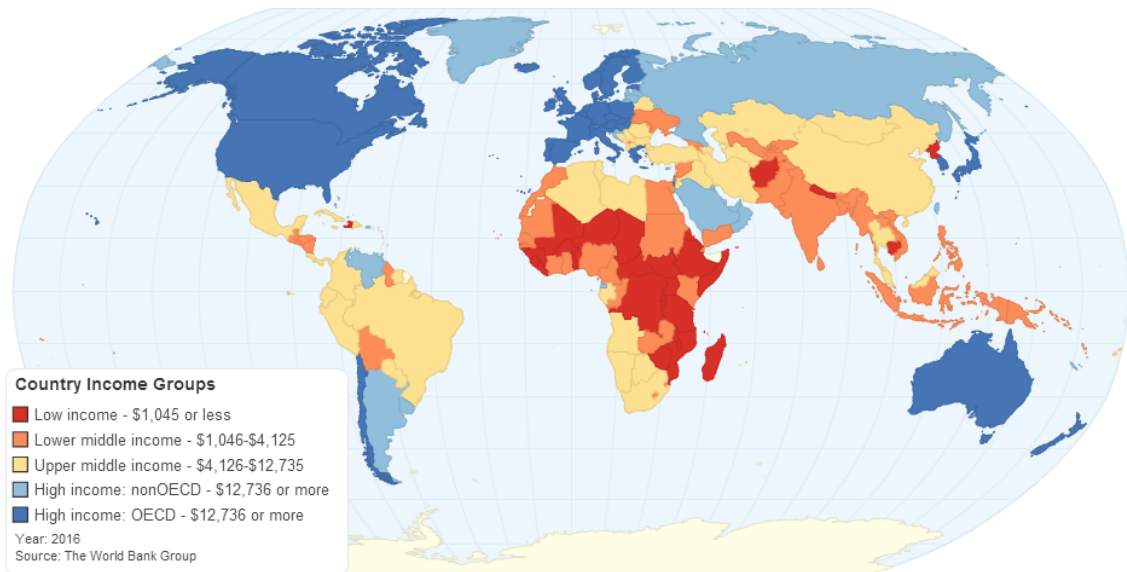 Country Income Groups
Low income - $1,045 or less
Lower middle income - $1,046-$4,125
Upper middle income - $4,126-$12,735
High income: nonOECD - $12,736 or more
High income: OECD - $12,736 or more
Year: 2016
Source: The World Bank Group